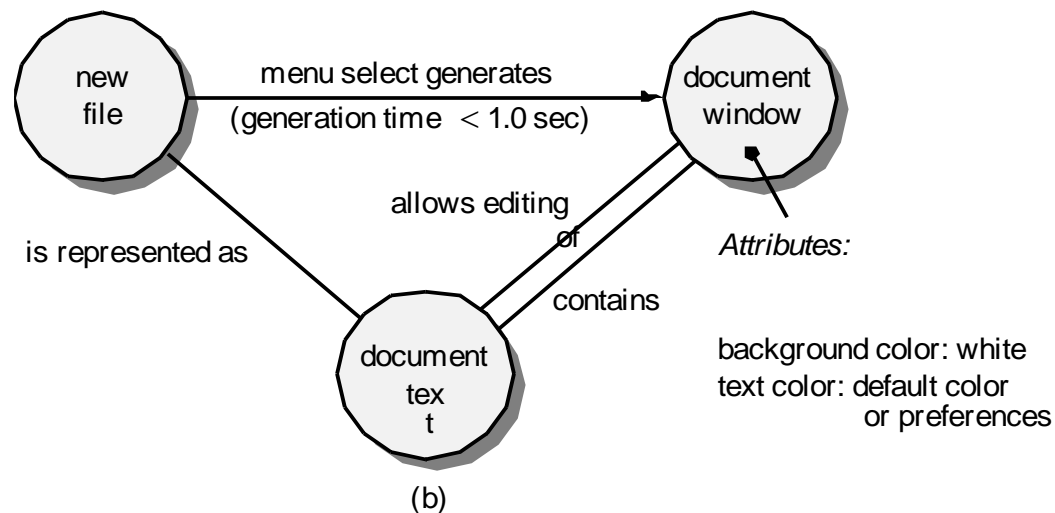 new
file
menu select generates
(generation time < 1.0 sec)
document
window
allows editing
of
is represented as
Attributes:
contains
document
tex
t
background color: white
text color: default color
or preferences
(b)